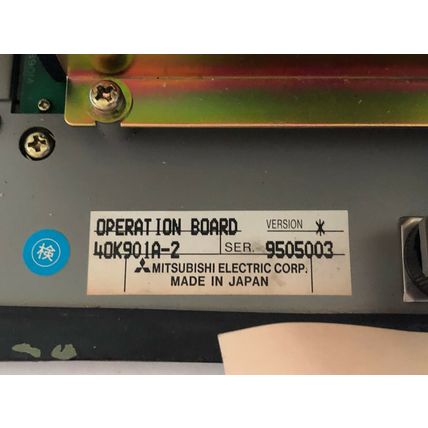 OPERATION BOARD VERSION *
40K901A-2 SER. 9505003
MITSUBISHI ELECTRIC CORP.
MADE IN JAPAN
検